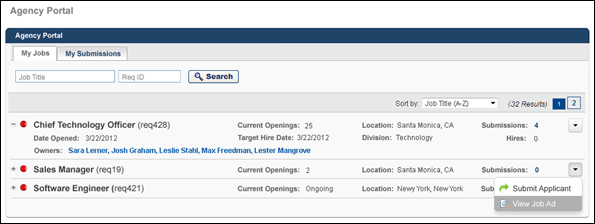 Agency Portal
Agency Portal
My Jobs My Submissions
Job Title Req ID Search
Sort by: Job Title (A-Z) (32 Results) 1 2
Chief Technology Officer (req428) Current Openings: 25 Location: Santa Monica, CA Submissions: 4
Date Opened: 3/22/2012 Target Hire Date: 3/22/2012 Division: Technology Hires: 0
Owners: Sara Lerner, Josh Graham, Leslie Stahl, Max Freedman, Lester Mangrove
Sales Manager (req19) Current Openings: 2 Location: Santa Monica, CA Submissions: 0
Software Engineer (req421) Current Openings: Ongoing Location: Newy York, New York Sub
Submit Applicant
View Job Ad